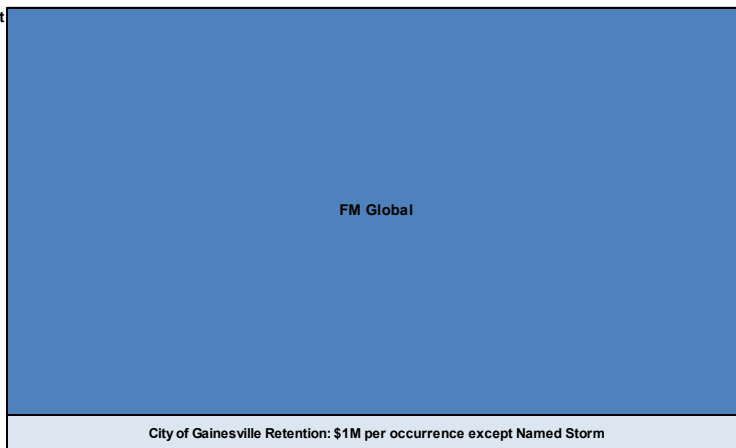 FM Global
City of Gainesville Retention: $1M per occurrence except Named Storm